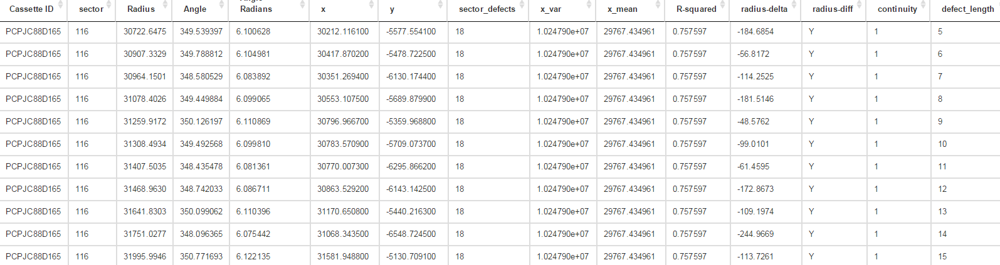 Cassette ID sector Radius Angle Angle Radians x y sector_defects x_var x_mean R-squared radius-delta radius-diff continuity defect_length
PCPJC88D165 116 30722.6475 349.539397 6.100628 30212.116100 -5577.554100 18 1.024790e+07 29767.434961 0.757597 -184.6854 Y 1 5
PCPJC88D165 116 30907.3329 349.788812 6.104981 30417.870200 -5478.722500 18 1.024790e+07 29767.434961 0.757597 -56.8172 Y 1 6
PCPJC88D165 116 30964.1501 348.580529 6.083892 30351.269400 -6130.174400 18 1.024790e+07 29767.434961 0.757597 -114.2525 Y 1 7
PCPJC88D165 116 31078.4026 349.449884 6.099065 30553.107500 -5689.879900 18 1.024790e+07 29767.434961 0.757597 -181.5146 Y 1 8
PCPJC88D165 116 31259.9172 350.126197 6.110869 30796.966700 -5359.968800 18 1.024790e+07 29767.434961 0.757597 -48.5762 Y 1 9
PCPJC88D165 116 31308.4934 349.492568 6.099810 30783.570900 -5709.073700 18 1.024790e+07 29767.434961 0.757597 -99.0101 Y 1 10
PCPJC88D165 116 31407.5035 348.435478 6.081361 30770.007300 -6295.866200 18 1.024790e+07 29767.434961 0.757597 -61.4595 Y 1 11
PCPJC88D165 116 31468.9630 348.742033 6.086711 30863.529200 -6143.142500 18 1.024790e+07 29767.434961 0.757597 -172.8673 Y 1 12
PCPJC88D165 116 31641.8303 350.099062 6.110396 31170.650800 -5440.216300 18 1.024790e+07 29767.434961 0.757597 -109.1974 Y 1 13
PCPJC88D165 116 31751.0277 348.096365 6.075442 31068.343500 -6548.724500 18 1.024790e+07 29767.434961 0.757597 -244.9669 Y 1 14
PCPJC88D165 116 31995.9946 350.771693 6.122135 31581.948800 -5130.709100 18 1.024790e+07 29767.434961 0.757597 -113.7261 Y 1 15